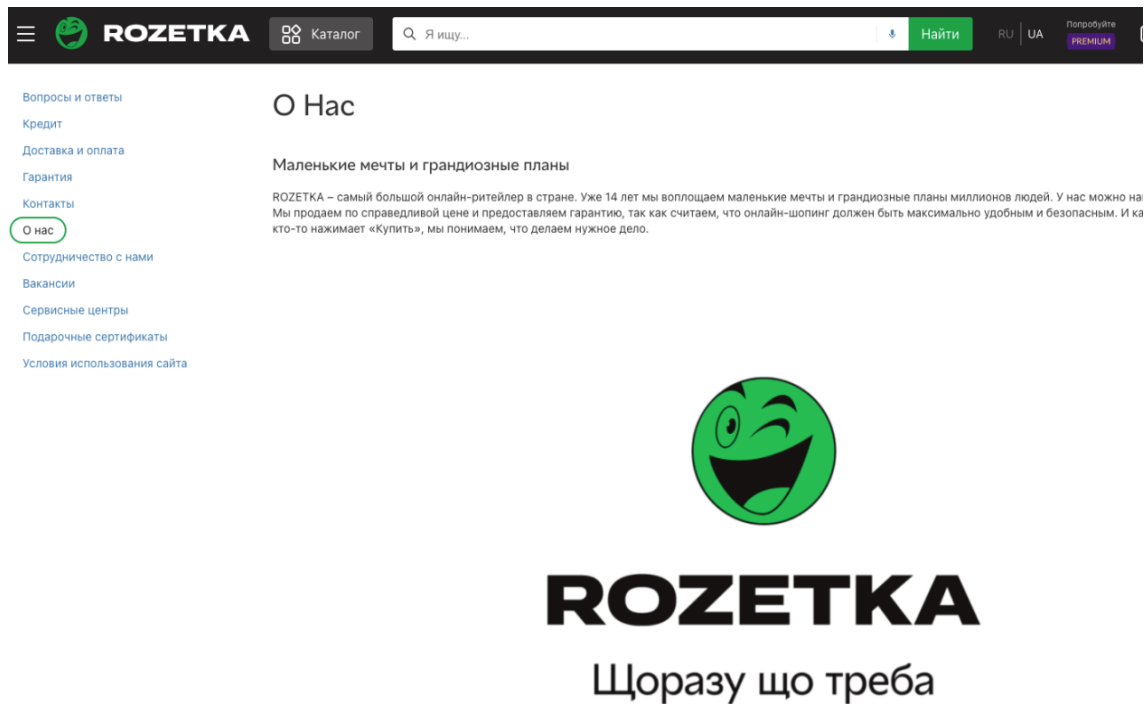 ROZETKA
Каталог
Я ищу...
Найти
RU UA
Попробуйте
PREMIUM
Вопросы и ответы
Кредит
Доставка и оплата
Гарантия
Контакты
О нас
Сотрудничество с нами
Вакансии
Сервисные центры
Подарочные сертификаты
Условия использования сайта
О Нас
Маленькие мечты и грандиозные планы
ROZETKA – самый большой онлайн-ритейлер в стране. Уже 14 лет мы воплощаем маленькие мечты и грандиозные планы миллионов людей. У нас можно на
Мы продаем по справедливой цене и предоставляем гарантию, так как считаем, что онлайн-шопинг должен быть максимально удобным и безопасным. И ка
кто-то нажимает «Купить», мы понимаем, что делаем нужное дело.
ROZETKA
Щоразу що треба